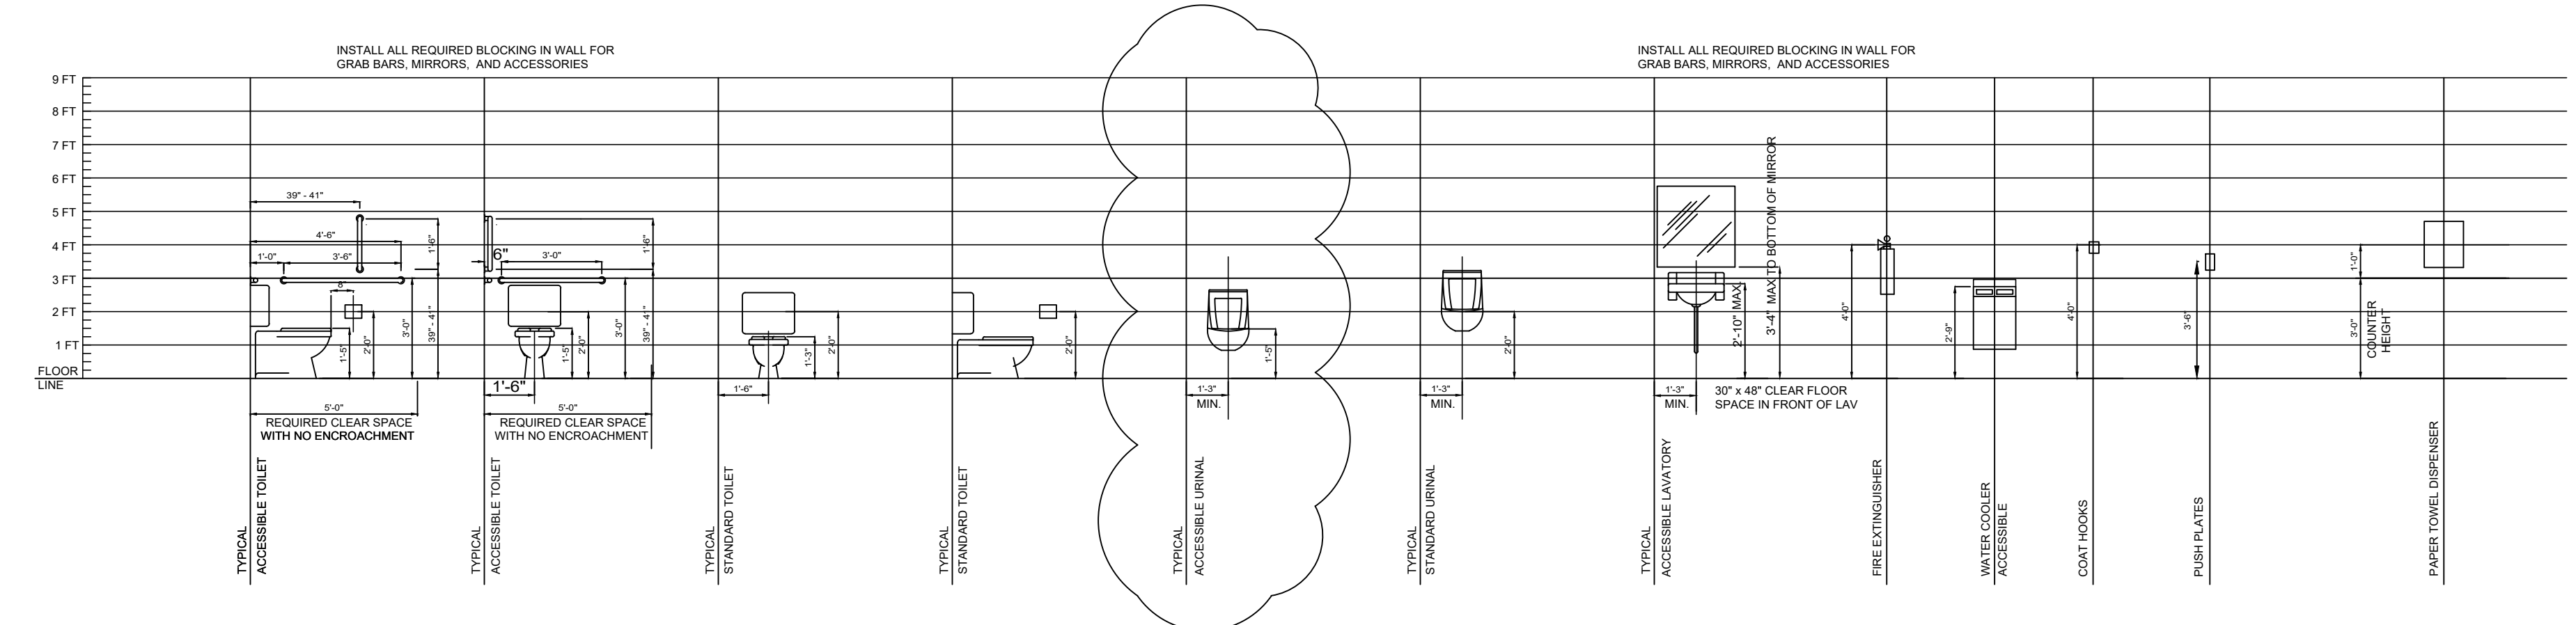 INSTALL ALL REQUIRED BLOCKING IN WALL FOR
GRAB BARS, MIRRORS, AND ACCESSORIES
INSTALL ALL REQUIRED BLOCKING IN WALL FOR
GRAB BARS, MIRRORS, AND ACCESSORIES
9 FT
8 FT
7 FT
6 FT
5 FT
4 FT
3 FT
2 FT
1 FT
FLOOR
LINE
39" - 41"
4'-6"
1'-0"
3'-6"
8"
1'-6"
1'-5"
2'-0"
3'-0"
39" - 41"
5'-0"
REQUIRED CLEAR SPACE
WITH NO ENCROACHMENT
TYPICAL
ACCESSIBLE TOILET
6"
3'-0"
1'-6"
1'-5"
2'-0"
3'-0"
39" - 41"
1'-6"
5'-0"
REQUIRED CLEAR SPACE
WITH NO ENCROACHMENT
TYPICAL
ACCESSIBLE TOILET
1'-3"
2'-0"
1'-6"
TYPICAL
STANDARD TOILET
2'-0"
TYPICAL
STANDARD TOILET
1'-5"
1'-3"
MIN.
TYPICAL
ACCESSIBLE URINAL
2'-0"
1'-3"
MIN.
TYPICAL
STANDARD URINAL
2'-10" MAX.
3'-4" MAX TO BOTTOM OF MIRROR
1'-3"
MIN.
30" x 48" CLEAR FLOOR
SPACE IN FRONT OF LAV
TYPICAL
ACCESSIBLE LAVATORY
4'-0"
FIRE EXTINGUISHER
2'-9"
WATER COOLER
ACCESSIBLE
4'-0"
COAT HOOKS
3'-6"
PUSH PLATES
1'-0"
3'-0"
COUNTER
HEIGHT
PAPER TOWEL DISPENSER